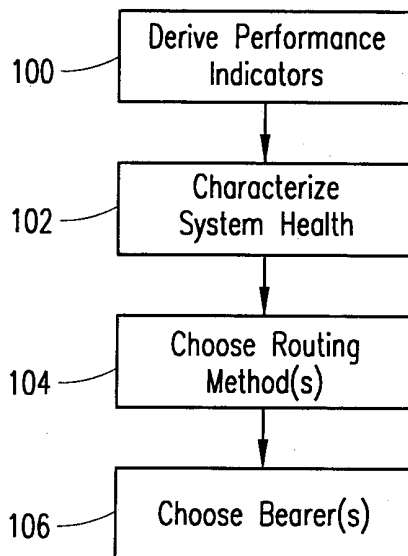 Derive Performance
Indicators
100
Characterize
System Health
102
Choose Routing
Method(s)
104
Choose Bearer(s)
106